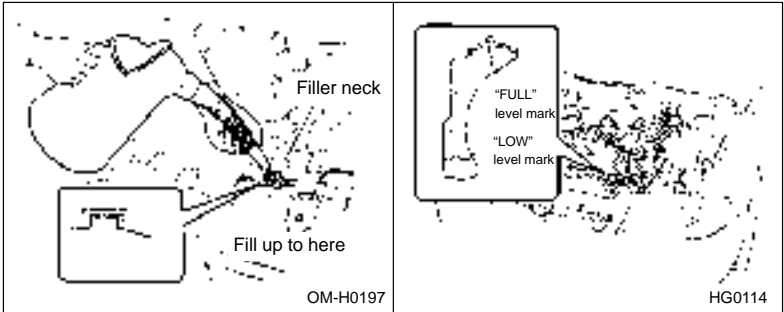 Filler neck
Fill up to here
OM-H0197
“FULL”
level mark
“LOW”
level mark
HG0114